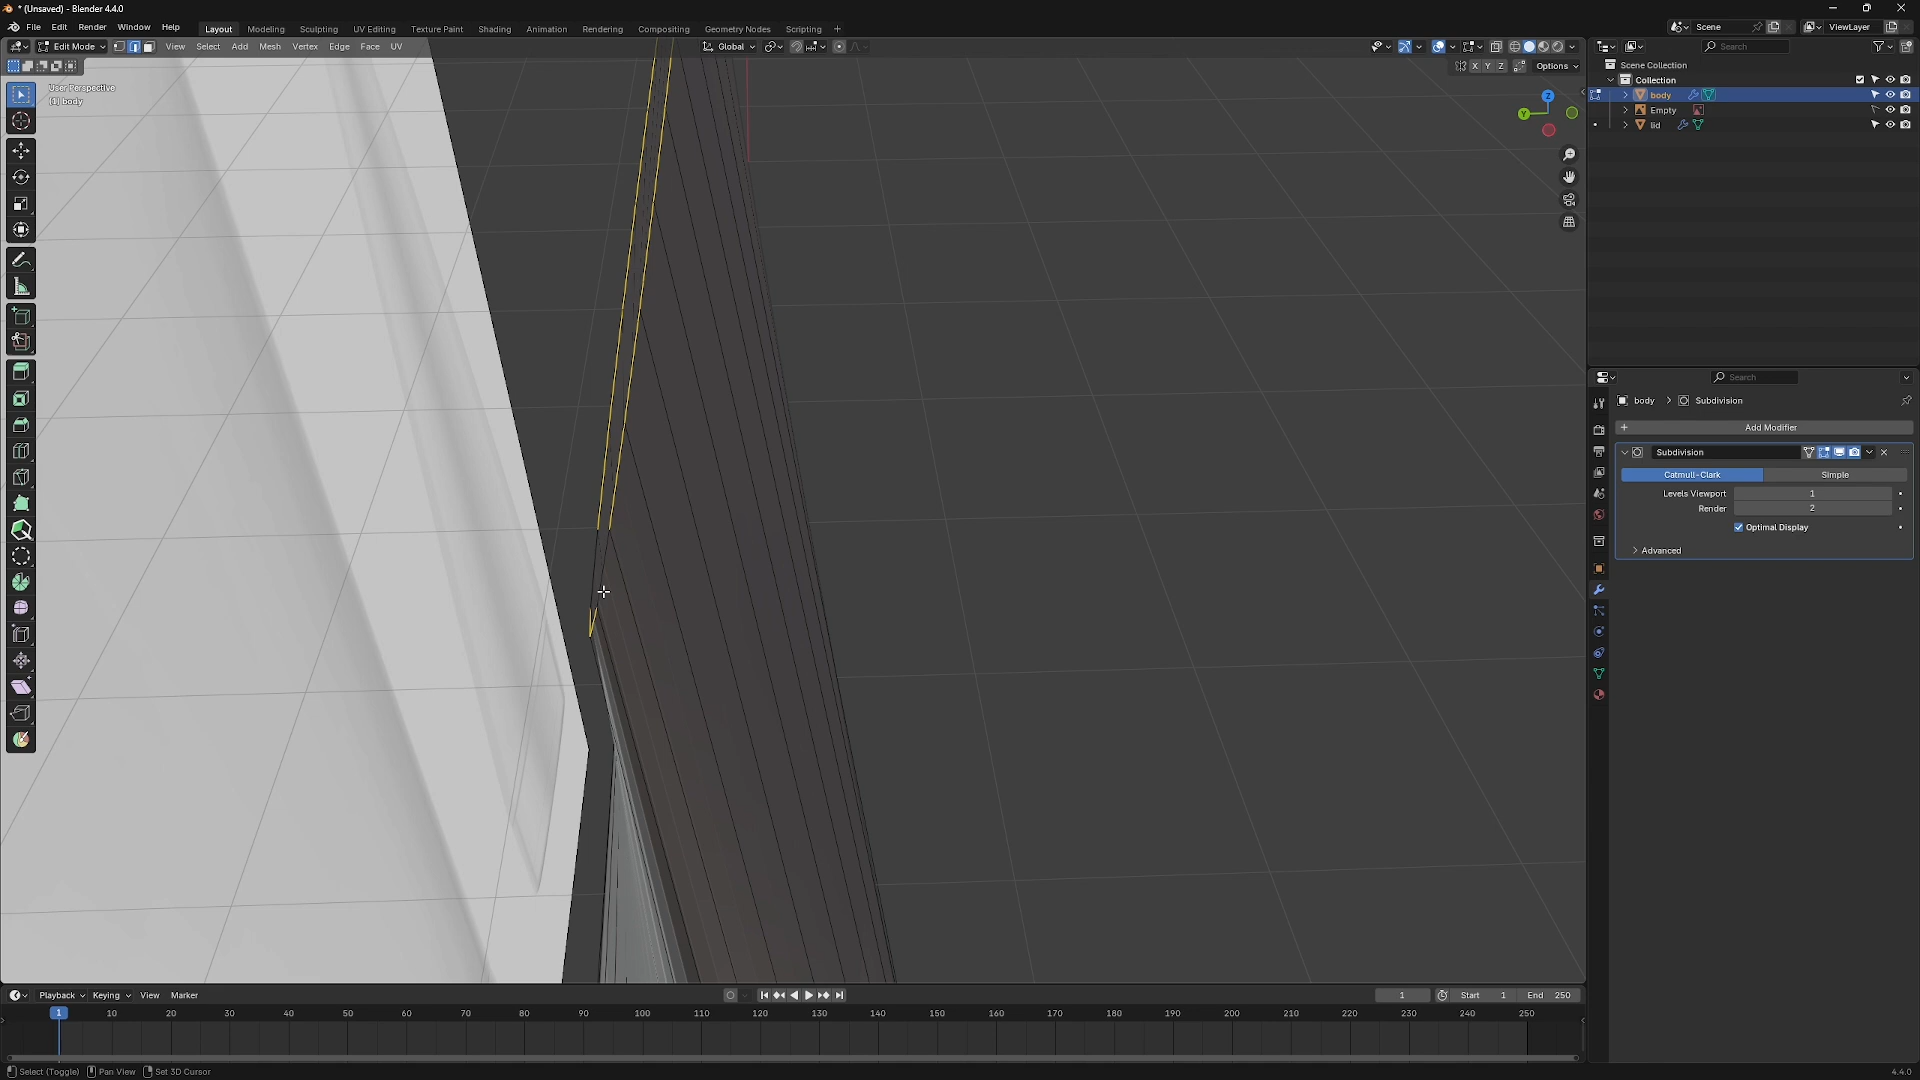 * (Unsaved) - Blender 4.4.0
File Edit Render Window Help Layout Modeling Sculpting UV Editing Texture Paint Shading Animation Rendering Compositing Geometry Nodes Scripting + Scene ViewLayer
Edit Mode View Select Add Mesh Vertex Edge Face UV Global Search
X Y Z Options
User Perspective
(1) body
Z
Y
Scene Collection
Collection
body
Empty
lid
Search
body > Subdivision
+ Add Modifier
Subdivision
Catmull-Clark Simple
Levels Viewport 1
Render 2
Optimal Display
Advanced
Playback Keying View Marker 1 Start 1 End 250
1 10 20 30 40 50 60 70 80 90 100 110 120 130 140 150 160 170 180 190 200 210 220 230 240 250
Select (Toggle) Pan View Set 3D Cursor 4.4.0